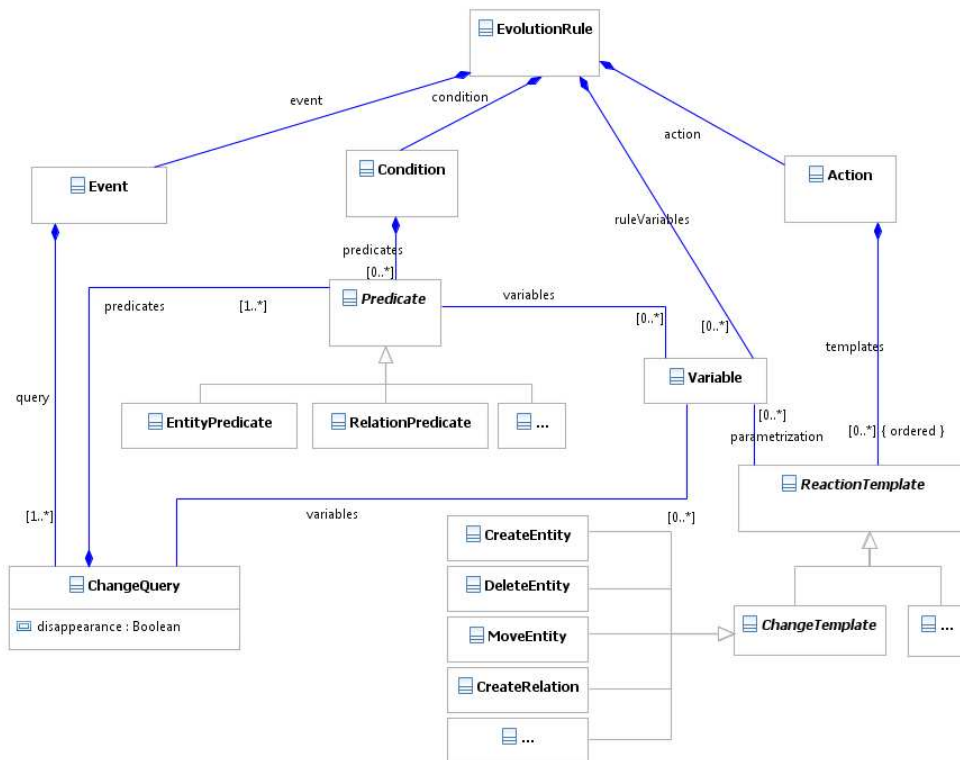 EvolutionRule
event
condition
action
Event
Condition
Action
ruleVariables
predicates
[0..*]
predicates
[1..*]
Predicate
variables
[0..*]
[0..*]
templates
Variable
query
EntityPredicate
RelationPredicate
...
[0..*]
parametrization
[0..*] { ordered }
ReactionTemplate
[1..*]
variables
[0..*]
CreateEntity
ChangeQuery
disappearance : Boolean
DeleteEntity
MoveEntity
ChangeTemplate
...
CreateRelation
...